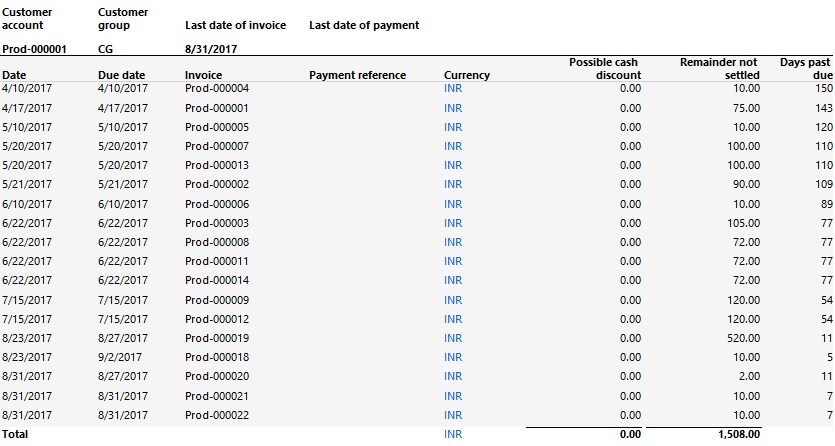 Customer account Customer group Last date of invoice Last date of payment
Prod-000001 CG 8/31/2017
Date Due date Invoice Payment reference Currency Possible cash discount Remainder not settled Days past due
4/10/2017 4/10/2017 Prod-000004 INR 0.00 10.00 150
4/17/2017 4/17/2017 Prod-000001 INR 0.00 75.00 143
5/10/2017 5/10/2017 Prod-000005 INR 0.00 10.00 120
5/20/2017 5/20/2017 Prod-000007 INR 0.00 100.00 110
5/20/2017 5/20/2017 Prod-000013 INR 0.00 100.00 110
5/21/2017 5/21/2017 Prod-000002 INR 0.00 90.00 109
6/10/2017 6/10/2017 Prod-000006 INR 0.00 10.00 89
6/22/2017 6/22/2017 Prod-000003 INR 0.00 105.00 77
6/22/2017 6/22/2017 Prod-000008 INR 0.00 72.00 77
6/22/2017 6/22/2017 Prod-000011 INR 0.00 72.00 77
6/22/2017 6/22/2017 Prod-000014 INR 0.00 72.00 77
7/15/2017 7/15/2017 Prod-000009 INR 0.00 120.00 54
7/15/2017 7/15/2017 Prod-000012 INR 0.00 120.00 54
8/23/2017 8/27/2017 Prod-000019 INR 0.00 520.00 11
8/23/2017 9/2/2017 Prod-000018 INR 0.00 10.00 5
8/31/2017 8/27/2017 Prod-000020 INR 0.00 2.00 11
8/31/2017 8/31/2017 Prod-000021 INR 0.00 10.00 7
8/31/2017 8/31/2017 Prod-000022 INR 0.00 10.00 7
Total INR 0.00 1,508.00